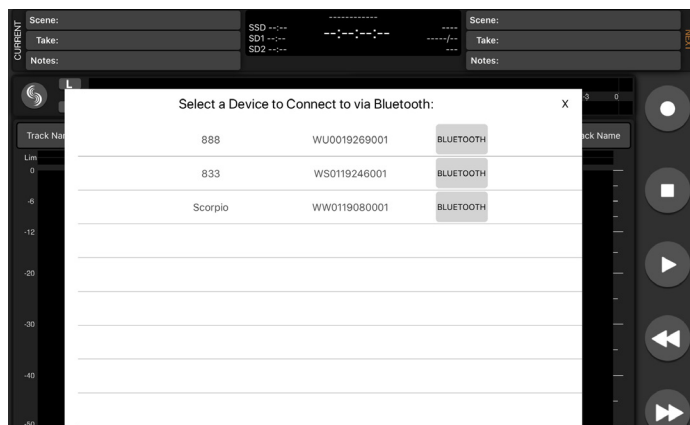 CURRENT
Scene:
Take:
Notes:
SSD --:--
SD1 --:--
SD2 --:--
------------
--:--:--:--
----
-----/--
---
Scene:
Take:
Notes:
NEXT
L
-3 0
Select a Device to Connect to via Bluetooth: X
888 WU0019269001 BLUETOOTH
833 WS0119246001 BLUETOOTH
Scorpio WW0119080001 BLUETOOTH
Track Nam
ack Name
Lim
0
-6
-12
-20
-30
-40
-50